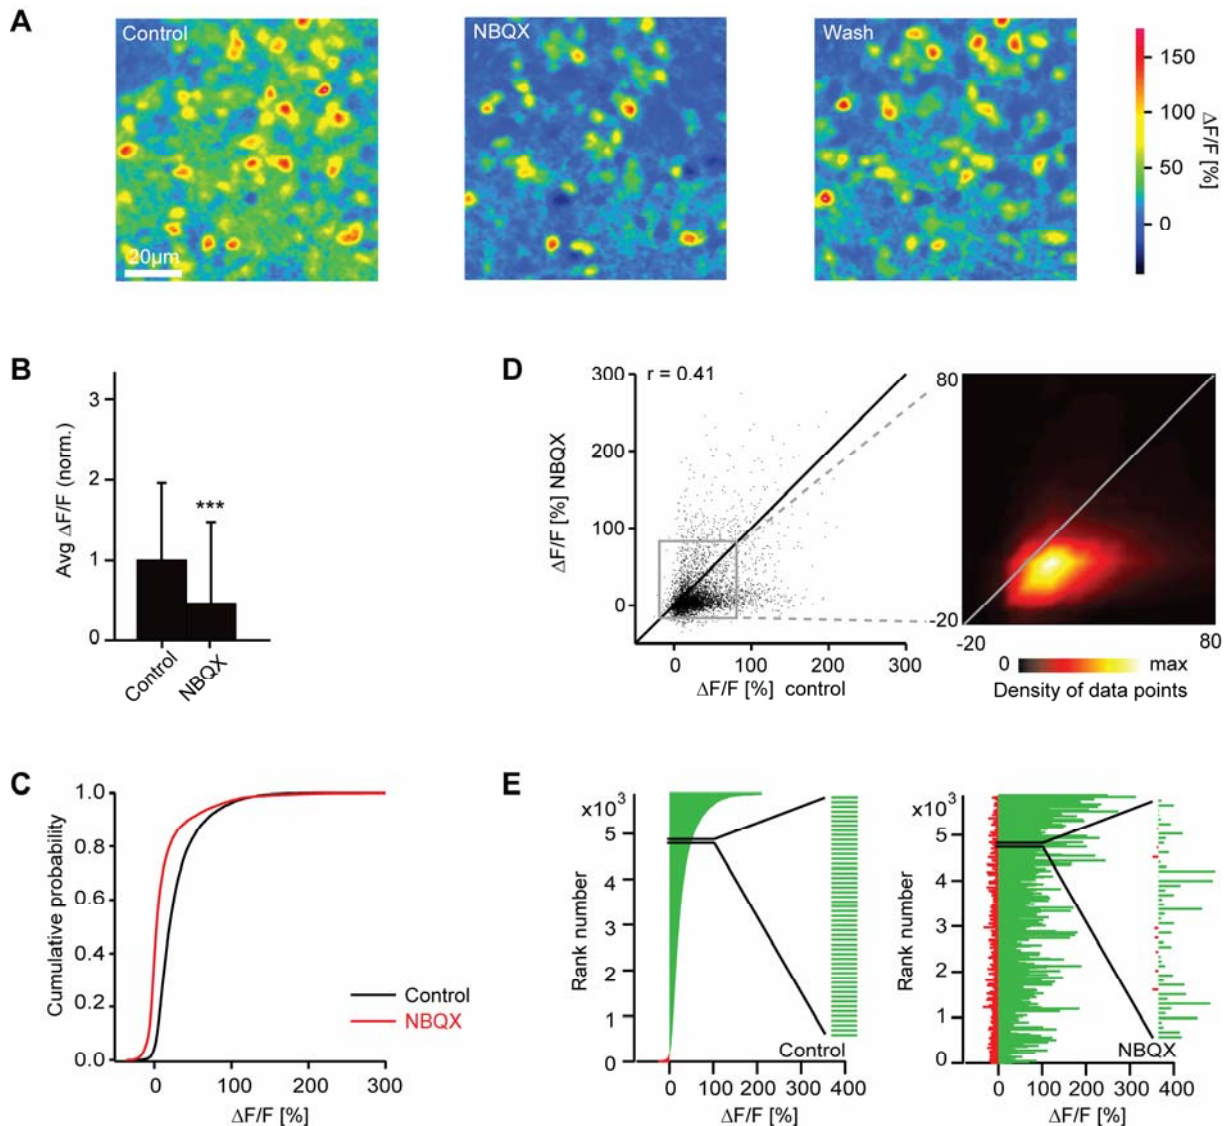 A
Control
NBQX
Wash
20µm
150
100
50
0
ΔF/F [%]
B
Avg ΔF/F (norm.)
3
2
1
0
***
Control
NBQX
D
r = 0.41
ΔF/F [%] NBQX
300
200
100
0
0
100
200
300
ΔF/F [%] control
80
-20
-20
80
0
max
Density of data points
C
Cumulative probability
1.0
0.8
0.6
0.4
0.2
0.0
0
100
200
300
ΔF/F [%]
Control
NBQX
E
x10³
Rank number
5
4
3
2
1
0
0
100
200
300
400
ΔF/F [%]
Control
x10³
Rank number
5
4
3
2
1
0
0
100
200
300
400
ΔF/F [%]
NBQX